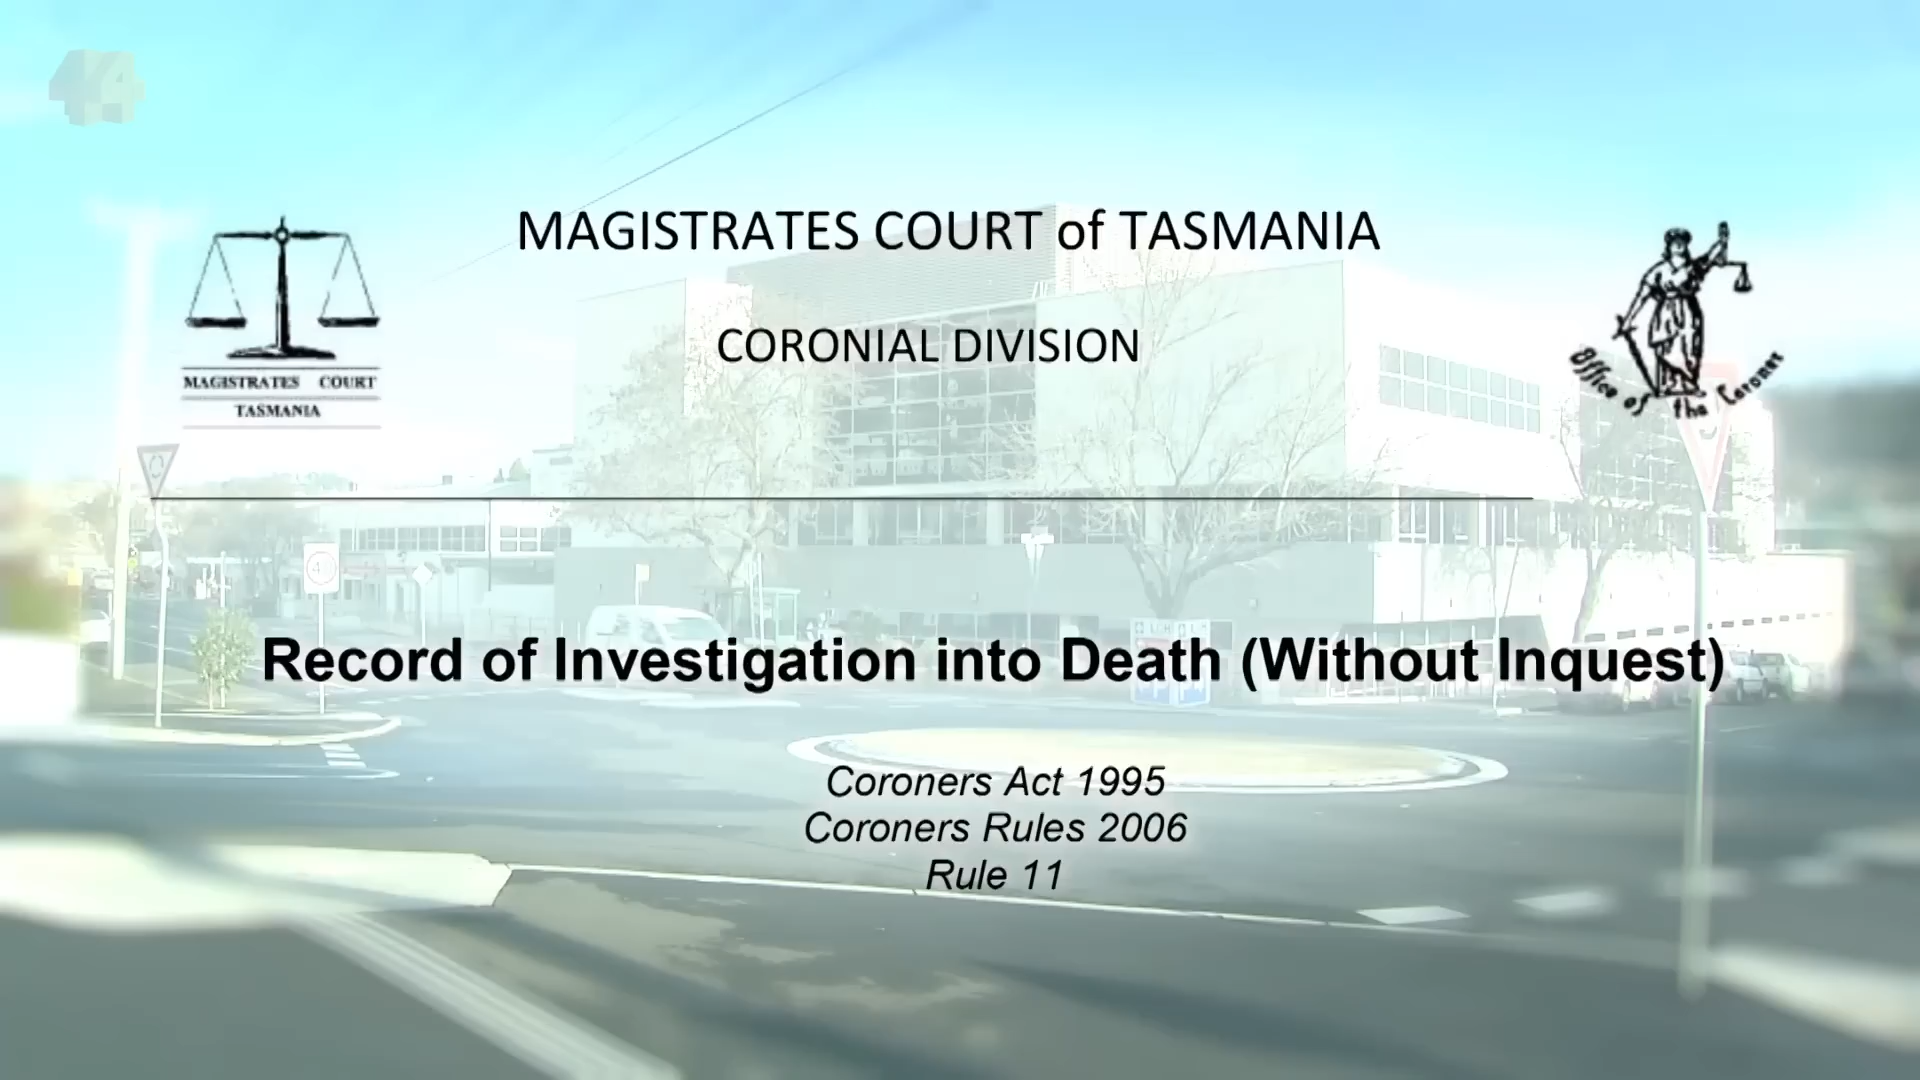 MAGISTRATES COURT of TASMANIA
CORONIAL DIVISION
MAGISTRATES COURT
TASMANIA
Office of the Coroner
Record of Investigation into Death (Without Inquest)
Coroners Act 1995
Coroners Rules 2006
Rule 11